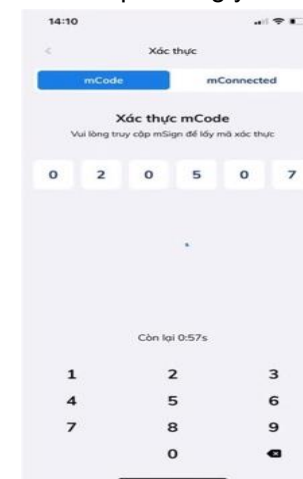 14:10
Xác thực
mCode mConnected
Xác thực mCode
Vui lòng truy cập mSign để lấy mã xác thực
0 2 0 5 0 7
Còn lại 0:57s
1 2 3
4 5 6
7 8 9
0